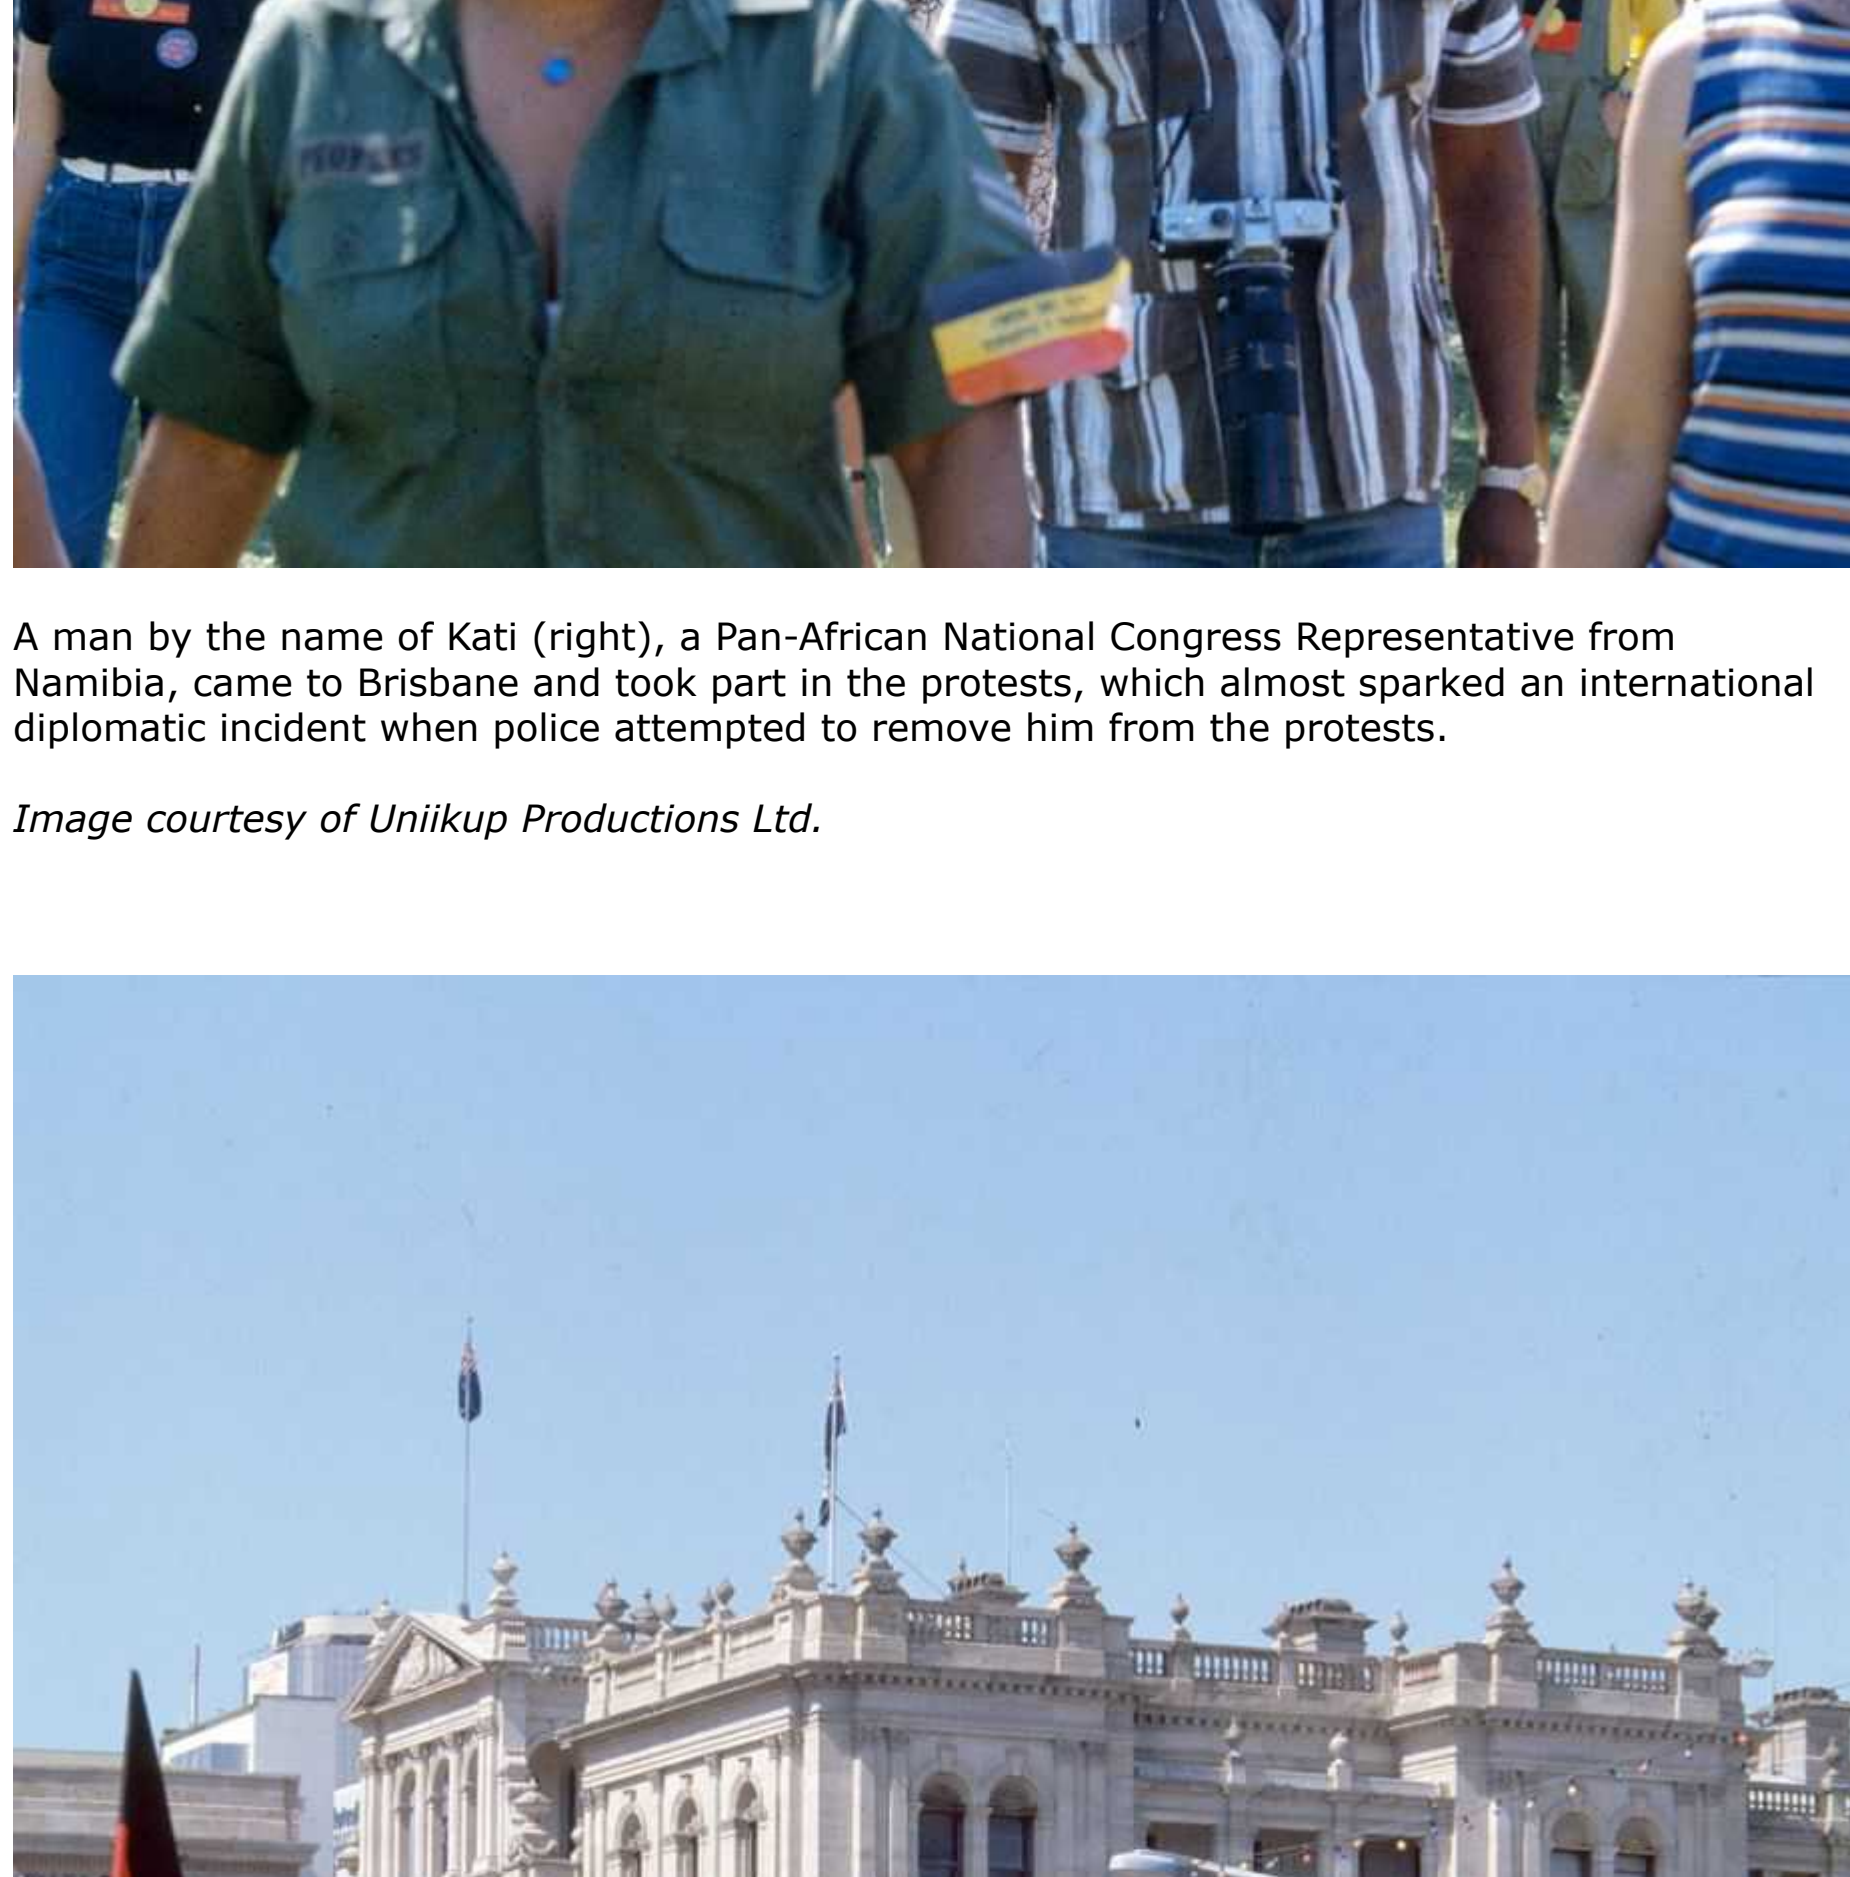 PEOPLE'S
A man by the name of Kati (right), a Pan-African National Congress Representative from
Namibia, came to Brisbane and took part in the protests, which almost sparked an international
diplomatic incident when police attempted to remove him from the protests.
Image courtesy of Uniikup Productions Ltd.